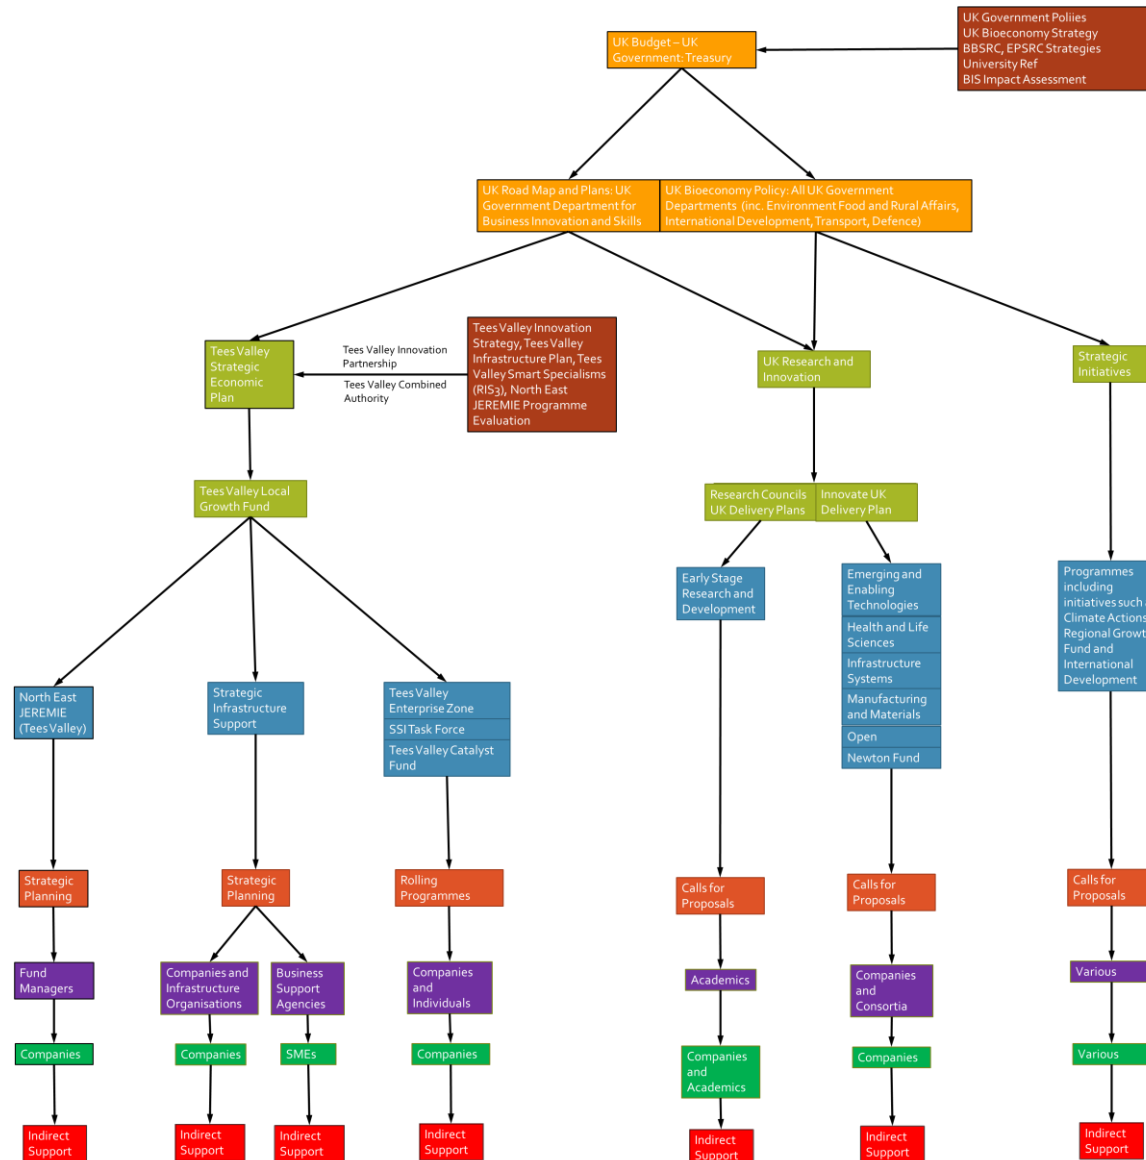 UK Government Poliies
UK Bioeconomy Strategy
BBSRC, EPSRC Strategies
University Ref
BIS Impact Assessment
UK Budget – UK
Government: Treasury
UK Road Map and Plans: UK
Government Department for
Business Innovation and Skills
UK Bioeconomy Policy: All UK Government
Departments (inc. Environment Food and Rural Affairs,
International Development, Transport, Defence)
Tees Valley
Strategic
Economic
Plan
Tees Valley Innovation
Partnership
Tees Valley Combined
Authority
Tees Valley Innovation
Strategy, Tees Valley
Infrastructure Plan, Tees
Valley Smart Specialisms
(RIS3), North East
JEREMIE Programme
Evaluation
UK Research and
Innovation
Strategic
Initiatives
Tees Valley Local
Growth Fund
Research Councils
UK Delivery Plans
Innovate UK
Delivery Plan
Early Stage
Research and
Development
Emerging and
Enabling
Technologies
Health and Life
Sciences
Infrastructure
Systems
Manufacturing
and Materials
Open
Newton Fund
Programmes
including
initiatives such
Climate Actions
Regional Growt
Fund and
International
Development
North East
JEREMIE
(Tees Valley)
Strategic
Infrastructure
Support
Tees Valley
Enterprise Zone
SSI Task Force
Tees Valley Catalyst
Fund
Strategic
Planning
Strategic
Planning
Rolling
Programmes
Calls for
Proposals
Calls for
Proposals
Calls for
Proposals
Fund
Managers
Companies and
Infrastructure
Organisations
Business
Support
Agencies
Companies
and
Individuals
Academics
Companies
and
Consortia
Various
Companies
Companies
SMEs
Companies
Companies
and
Academics
Companies
Various
Indirect
Support
Indirect
Support
Indirect
Support
Indirect
Support
Indirect
Support
Indirect
Support
Indirect
Support